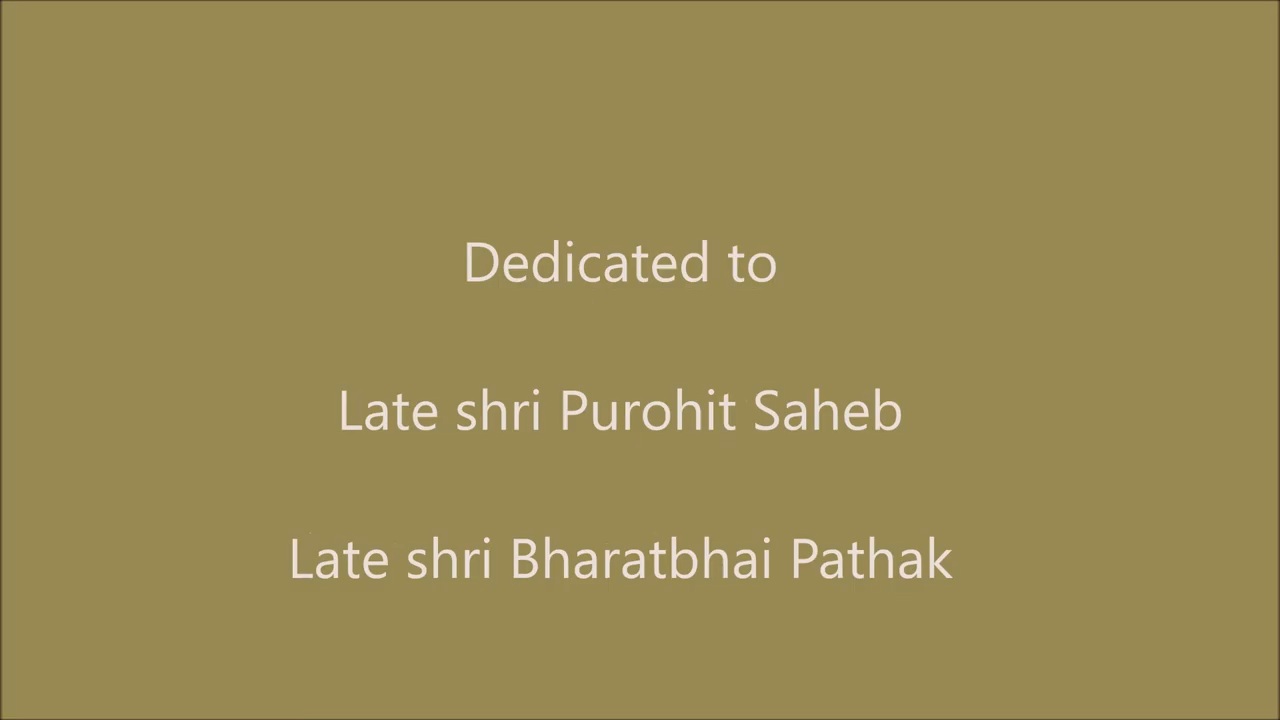 Dedicated to
Late shri Purohit Saheb
Late shri Bharatbhai Pathak